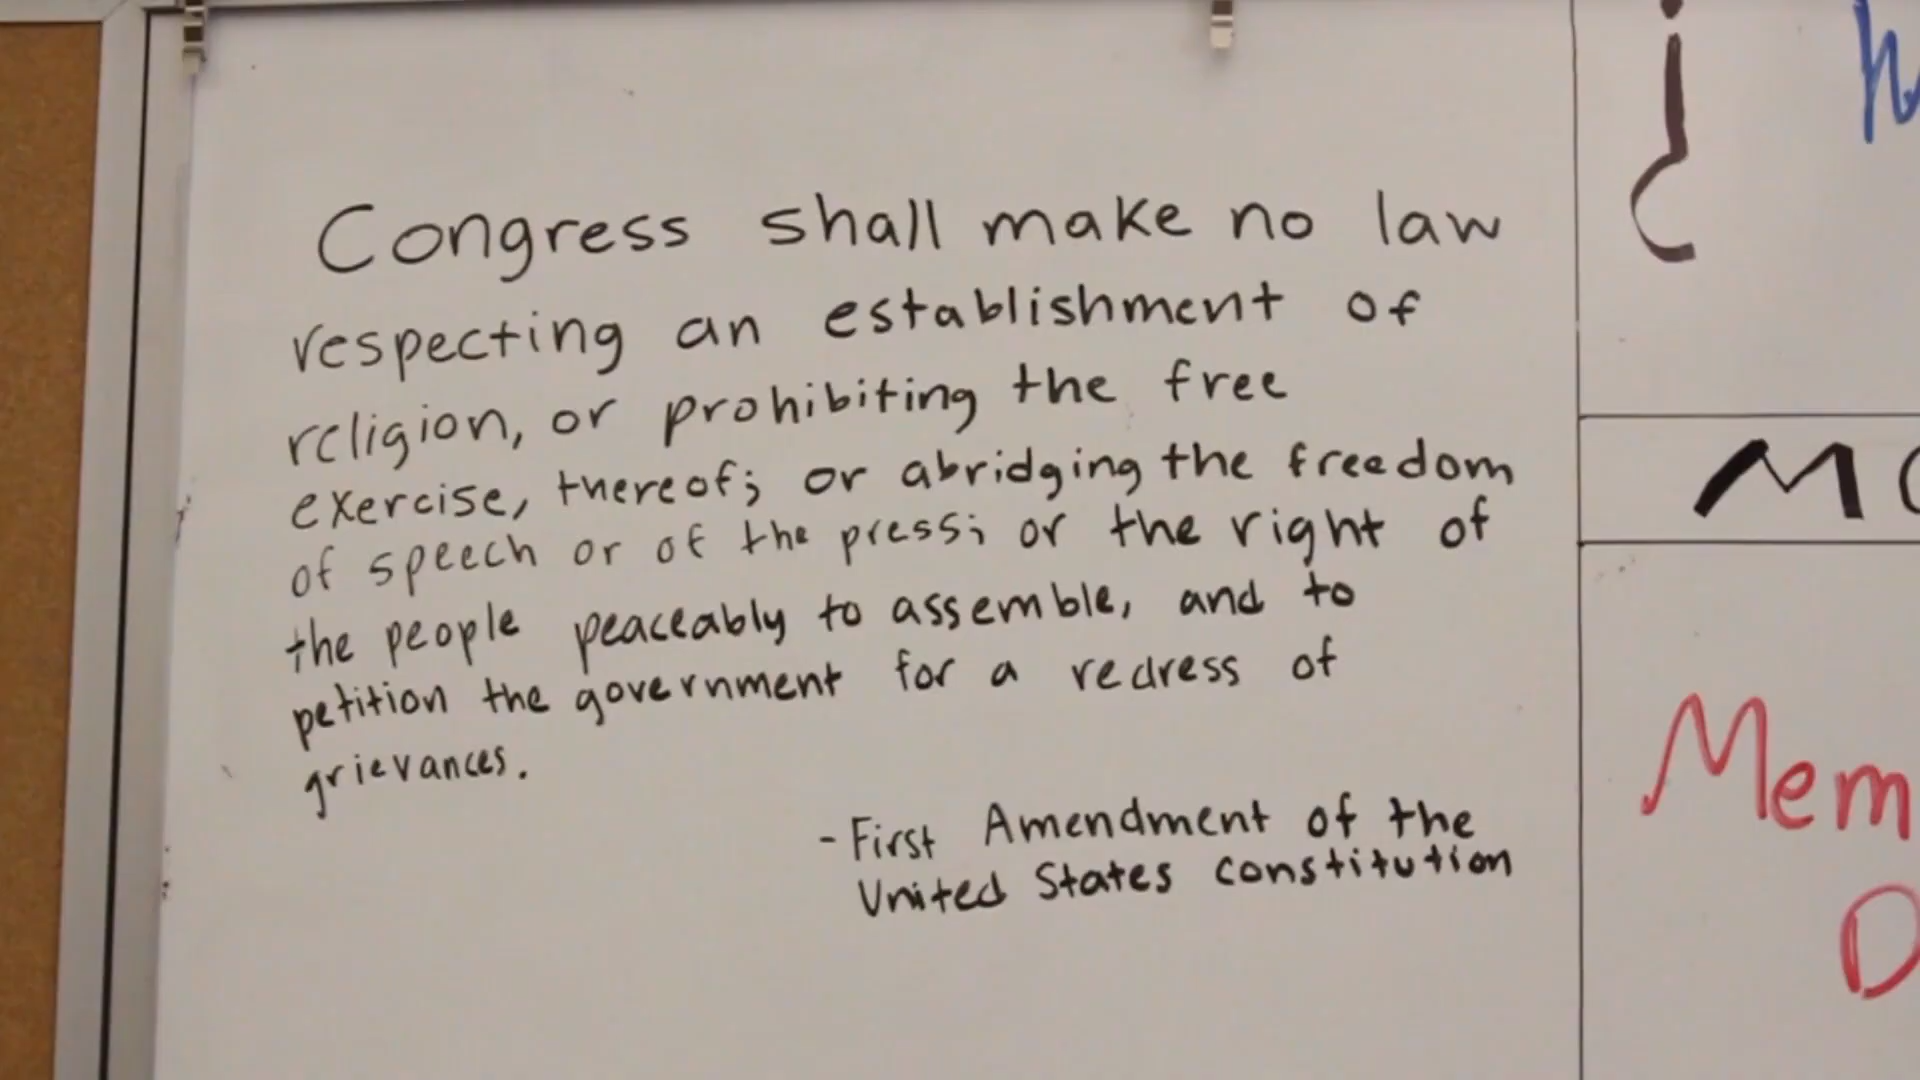 Congress shall make no law
respecting an establishment of
religion, or prohibiting the free
exercise, thereof; or abridging the freedom
of speech or of the press; or the right of
the people peaceably to assemble, and to
petition the government for a redress of
grievances.
- First Amendment of the
United States constitution